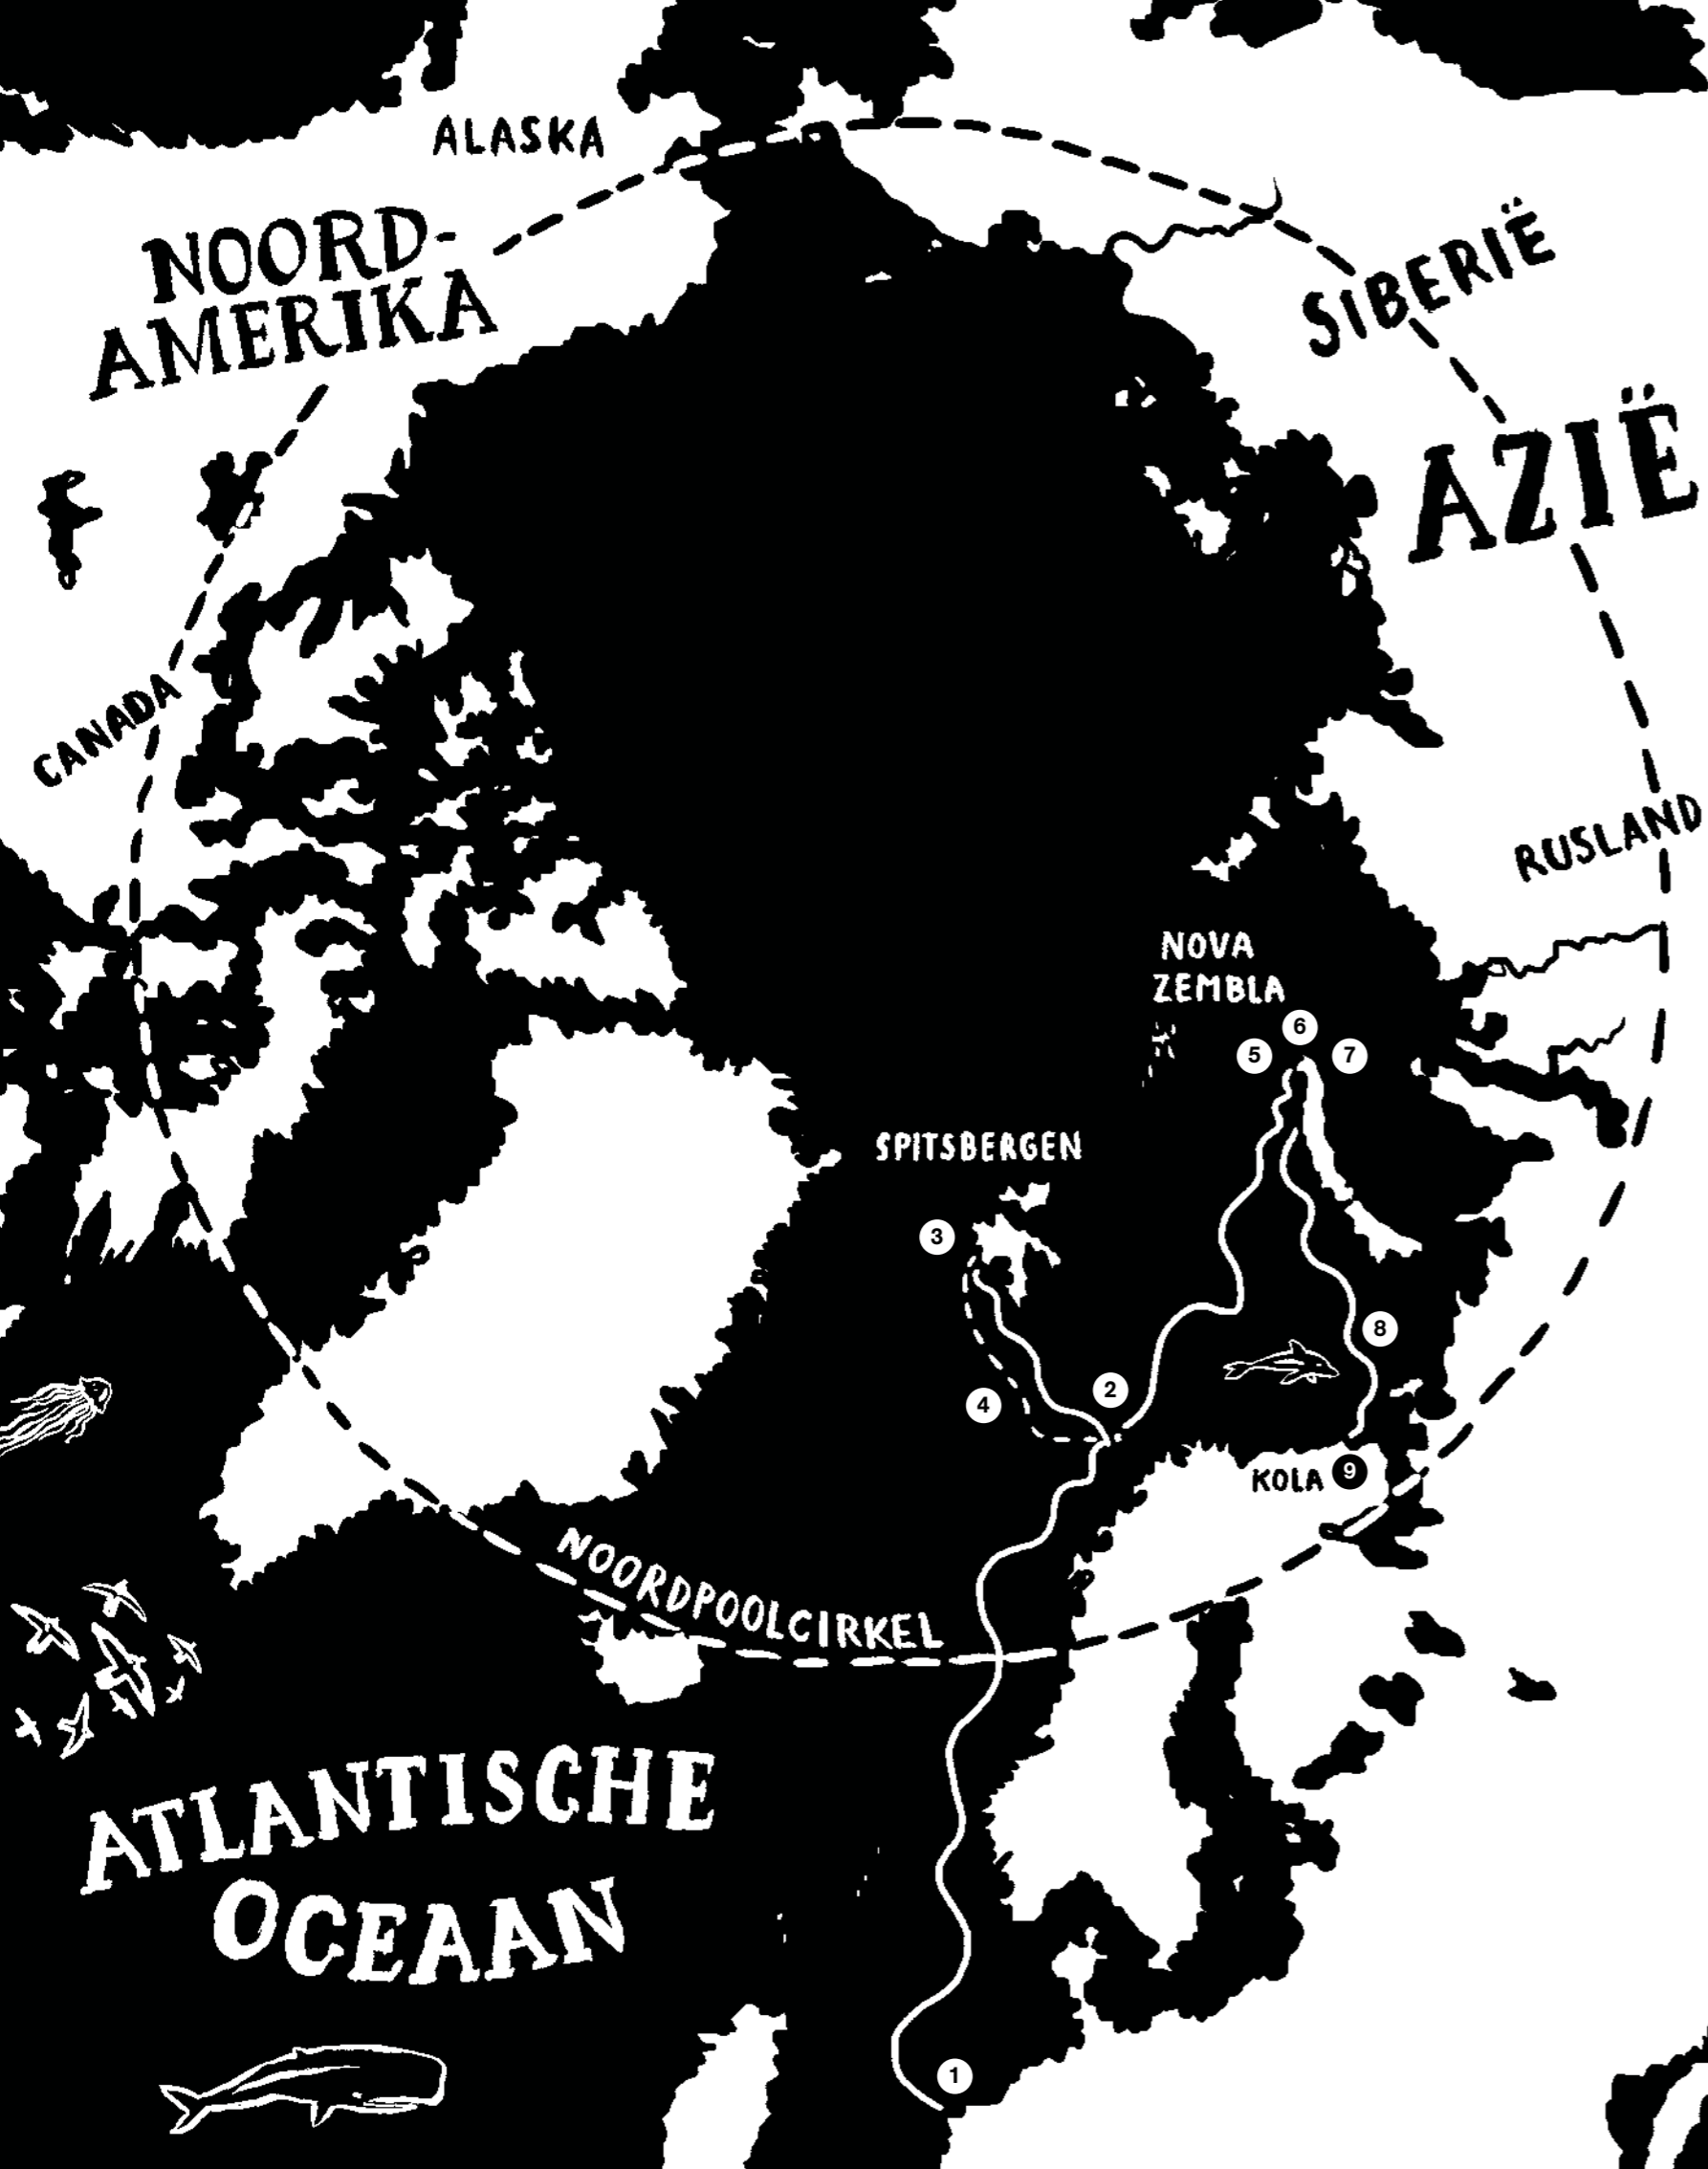 ALASKA
NOORD-
AMERIKA
SIBERIË
AZIË
CANADA
RUSLAND
NOVA
ZEMBLA
6
5
7
SPITSBERGEN
3
8
2
4
KOLA 9
NOORDPOOLCIRKEL
ATLANTISCHE
OCEAAN
1